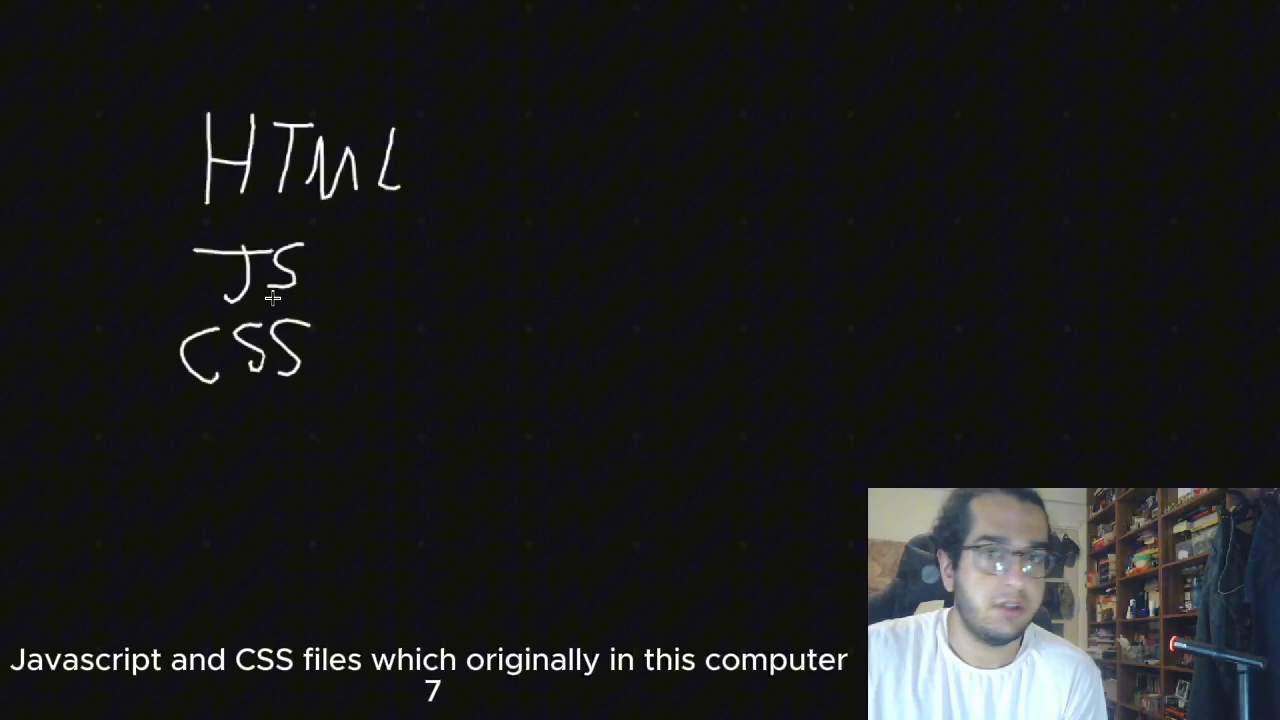 HTML
JS
CSS
Javascript and CSS files which originally in this computer
7